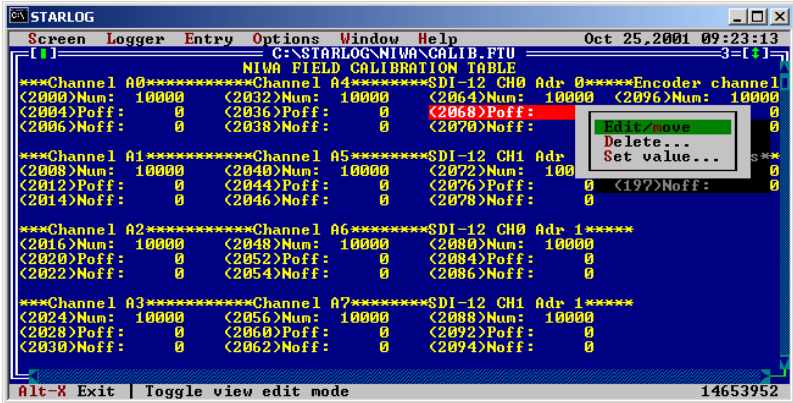 STARLOG
Screen Logger Entry Options Window Help Oct 25,2001 09:23:13
C:\STARLOG\NIWA\CALIB.FTU 3=[↕]
NIWA FIELD CALIBRATION TABLE
***Channel A0***********Channel A4********SDI-12 CH0 Adr 0*****Encoder channel
(2000)Num: 10000 (2032)Num: 10000 (2064)Num: 10000 (2096)Num: 10000
(2004)Poff: 0 (2036)Poff: 0 (2068)Poff: 0
(2006)Noff: 0 (2038)Noff: 0 (2070)Noff: 0
Edit/move
Delete...
Set value...
***Channel A1***********Channel A5********SDI-12 CH1 Adr s**
(2008)Num: 10000 (2040)Num: 10000 (2072)Num: 100 0
(2012)Poff: 0 (2044)Poff: 0 (2076)Poff: 0 (197)Noff: 0
(2014)Noff: 0 (2046)Noff: 0 (2078)Noff: 0
***Channel A2***********Channel A6********SDI-12 CH0 Adr 1*****
(2016)Num: 10000 (2048)Num: 10000 (2080)Num: 10000
(2020)Poff: 0 (2052)Poff: 0 (2084)Poff: 0
(2022)Noff: 0 (2054)Noff: 0 (2086)Noff: 0
***Channel A3***********Channel A7********SDI-12 CH1 Adr 1*****
(2024)Num: 10000 (2056)Num: 10000 (2088)Num: 10000
(2028)Poff: 0 (2060)Poff: 0 (2092)Poff: 0
(2030)Noff: 0 (2062)Noff: 0 (2094)Noff: 0
Alt-X Exit | Toggle view edit mode 14653952